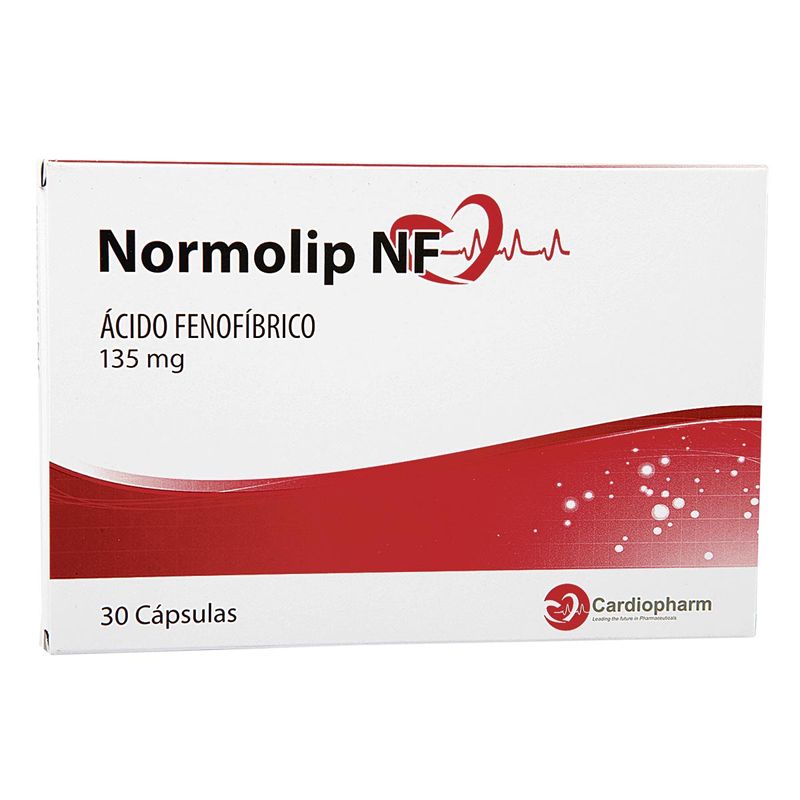 Normolip NF
ÁCIDO FENOFÍBRICO
135 mg
30 Cápsulas
Cardiopharm
Leading the future in Pharmaceuticals